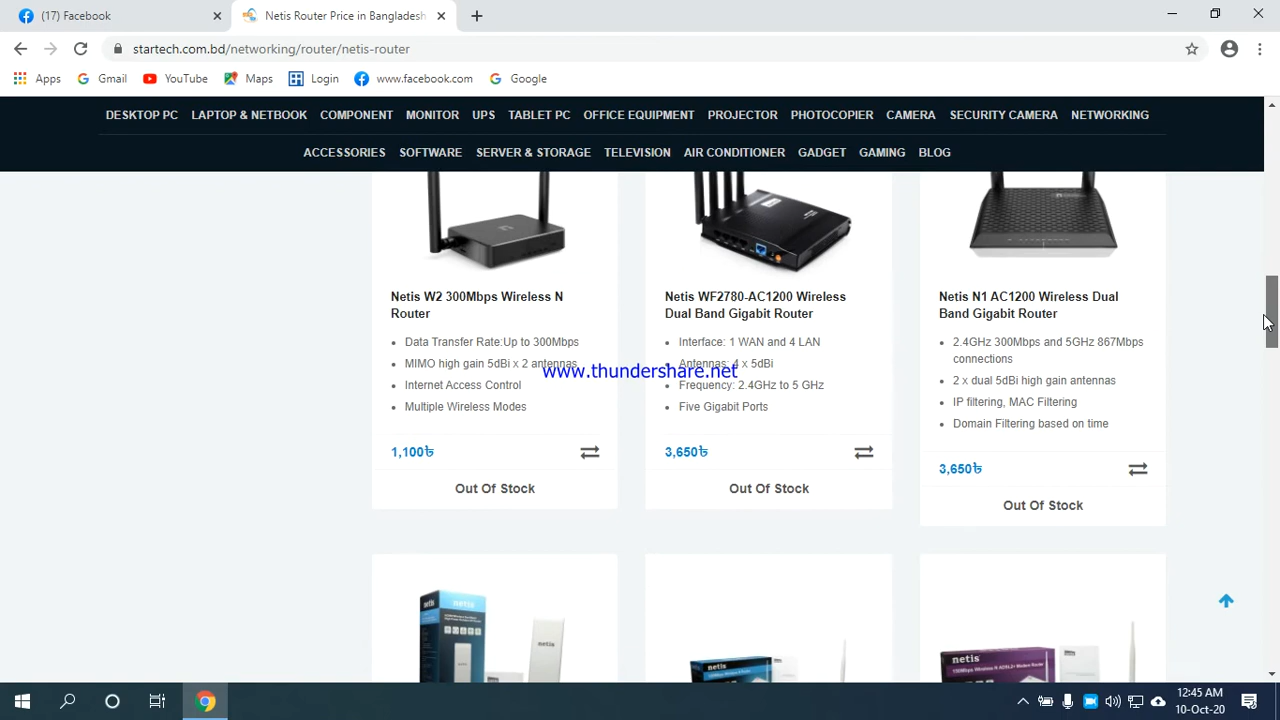 (17) Facebook
Netis Router Price in Bangladesh
startech.com.bd/networking/router/netis-router
Apps Gmail YouTube Maps Login www.facebook.com Google
DESKTOP PC LAPTOP & NETBOOK COMPONENT MONITOR UPS TABLET PC OFFICE EQUIPMENT PROJECTOR PHOTOCOPIER CAMERA SECURITY CAMERA NETWORKING
ACCESSORIES SOFTWARE SERVER & STORAGE TELEVISION AIR CONDITIONER GADGET GAMING BLOG
Netis W2 300Mbps Wireless N
Router
Data Transfer Rate:Up to 300Mbps
MIMO high gain 5dBi x 2 antennas
Internet Access Control
Multiple Wireless Modes
1,100৳
Out Of Stock
Netis WF2780-AC1200 Wireless
Dual Band Gigabit Router
Interface: 1 WAN and 4 LAN
Antennas: 4 x 5dBi
Frequency: 2.4GHz to 5 GHz
Five Gigabit Ports
3,650৳
Out Of Stock
Netis N1 AC1200 Wireless Dual
Band Gigabit Router
2.4GHz 300Mbps and 5GHz 867Mbps
connections
2 x dual 5dBi high gain antennas
IP filtering, MAC Filtering
Domain Filtering based on time
3,650৳
Out Of Stock
www.thundershare.net
netis
netis
netis
netis
12:45 AM
10-Oct-20